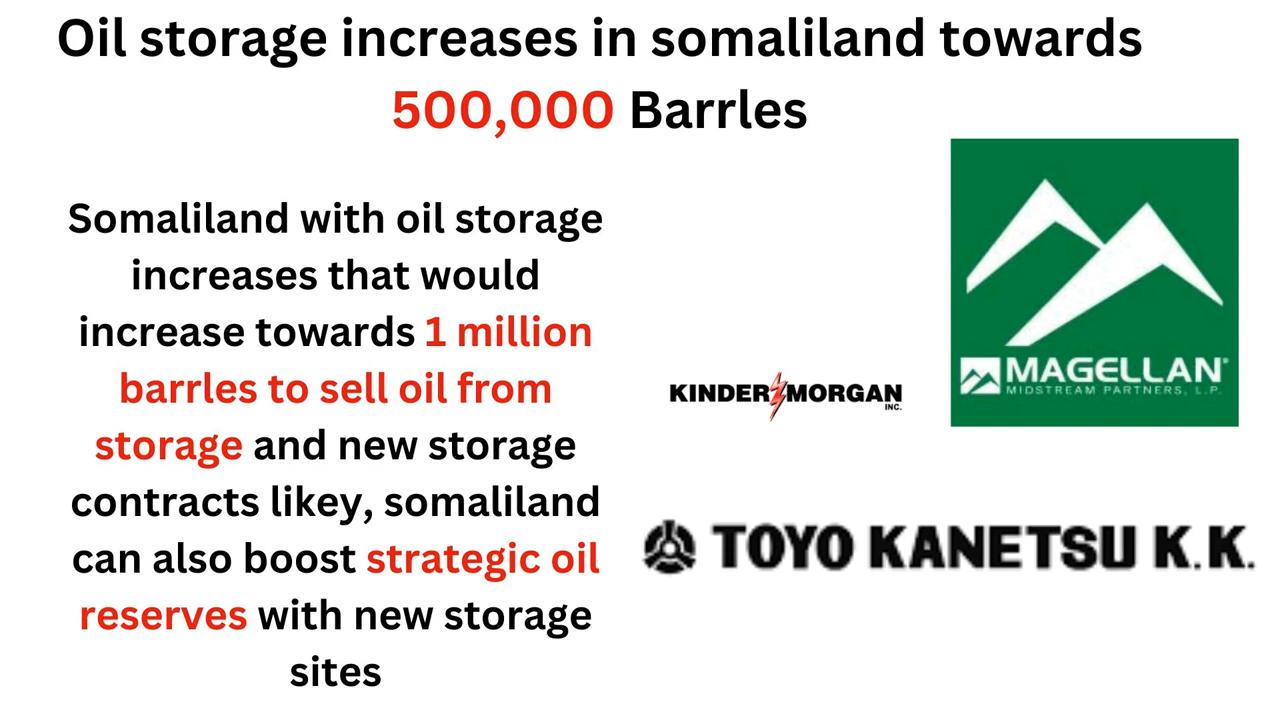 Oil storage increases in somaliland towards
500,000 Barrles
Somaliland with oil storage
increases that would
increase towards 1 million
barrles to sell oil from
storage and new storage
contracts likey, somaliland
can also boost strategic oil
reserves with new storage
sites
KINDER MORGAN
INC.
MAGELLAN
MIDSTREAM PARTNERS, L.P.
TOYO KANETSU K.K.